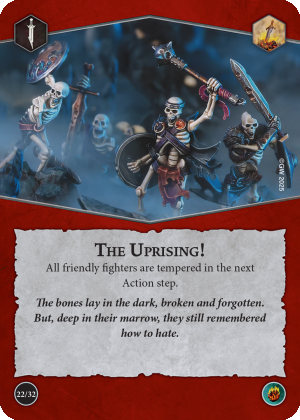 ©GW 2025
The Uprising!
All friendly fighters are tempered in the next
Action step.
The bones lay in the dark, broken and forgotten.
But, deep in their marrow, they still remembered
how to hate.
22/32